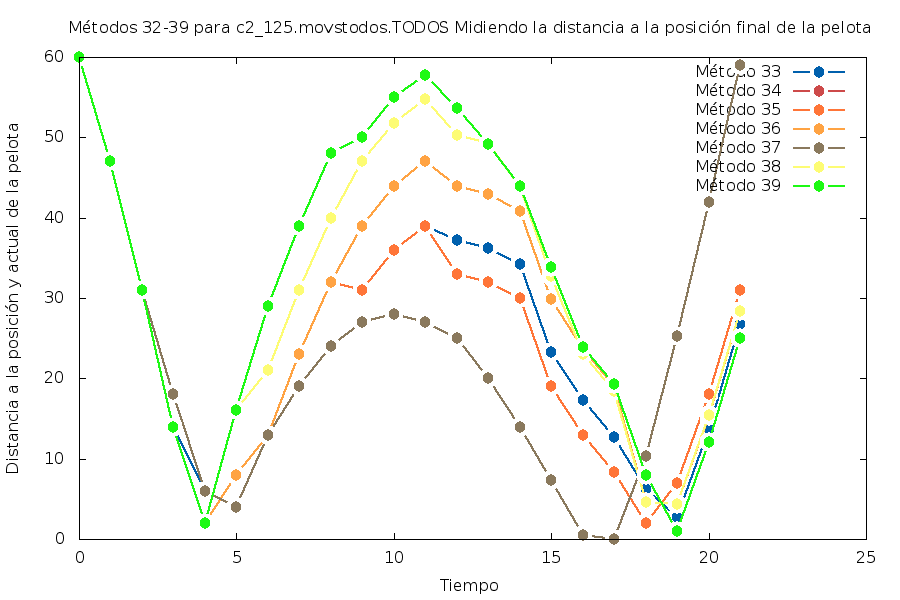 Métodos 32-39 para c2_125.movstodos.TODOS Midiendo la distancia a la posición final de la pelota
Distancia a la posición y actual de la pelota
60
50
40
30
20
10
0
Método 33
Método 34
Método 35
Método 36
Método 37
Método 38
Método 39
0 5 10 15 20 25
Tiempo